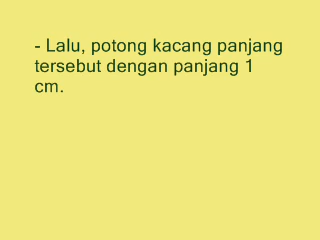 - Lalu, potong kacang panjang
tersebut dengan panjang 1
cm.